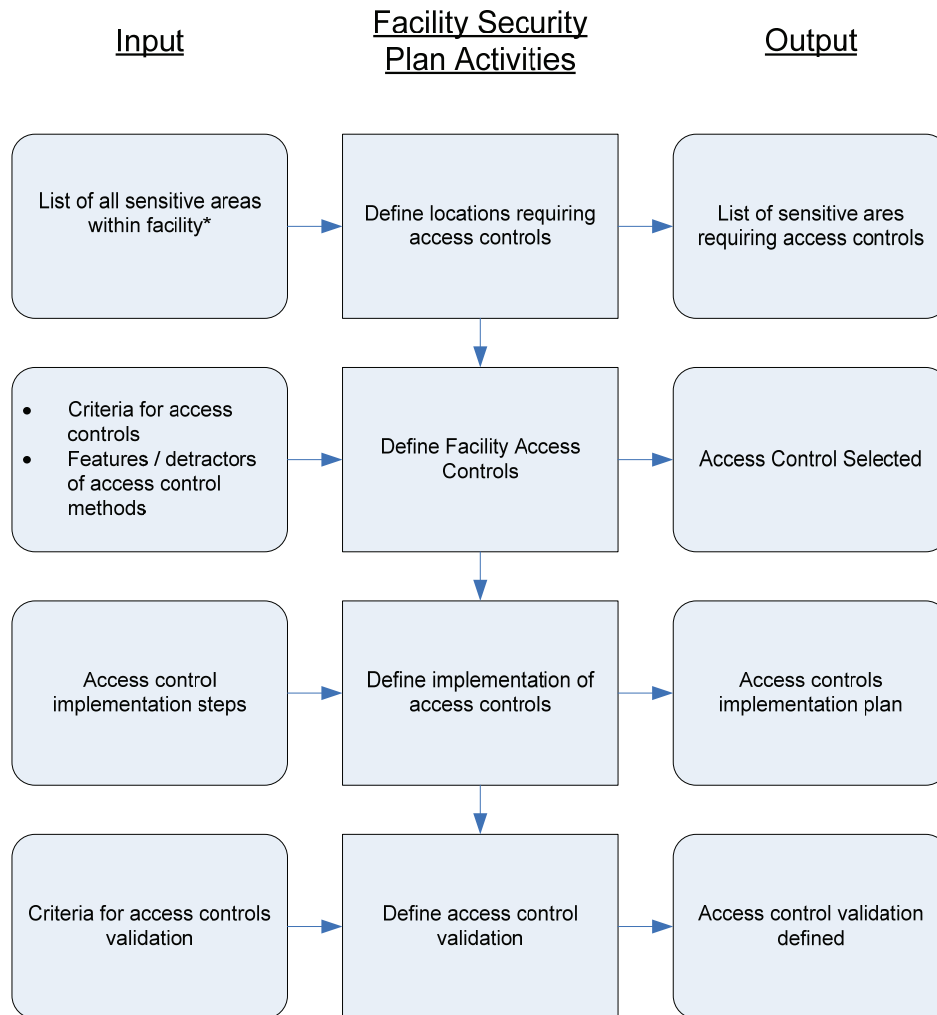 Input
Facility Security
Plan Activities
Output
List of all sensitive areas
within facility*
Define locations requiring
access controls
List of sensitive ares
requiring access controls
• Criteria for access
controls
• Features / detractors
of access control
methods
Define Facility Access
Controls
Access Control Selected
Access control
implementation steps
Define implementation of
access controls
Access controls
implementation plan
Criteria for access controls
validation
Define access control
validation
Access control validation
defined